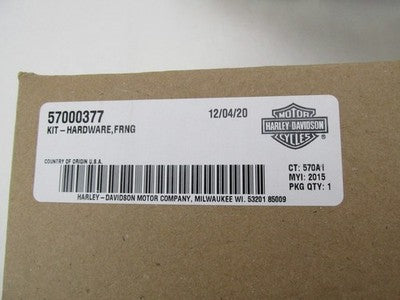 57000377
12/04/20
KIT-HARDWARE,FRNG
MOTOR
HARLEY-DAVIDSON
CYCLES
®
COUNTRY OF ORIGIN U.S.A.
CT: 570A1
MYI: 2015
PKG QTY: 1
HARLEY-DAVIDSON MOTOR COMPANY, MILWAUKEE WI. 53201 85009